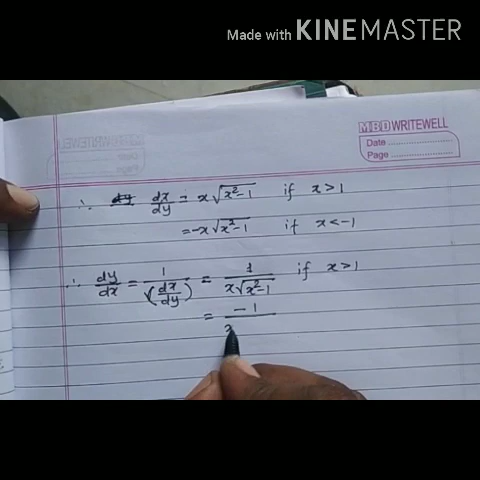 Made with KINEMASTER
MBD WRITEWELL
Date ....................
Page ....................
∴ dx/dy = x√(x²-1) if x>1
= -x√(x²-1) if x<-1
∴ dy/dx = 1/(dx/dy) = 1/(x√(x²-1)) if x>1
= -1/